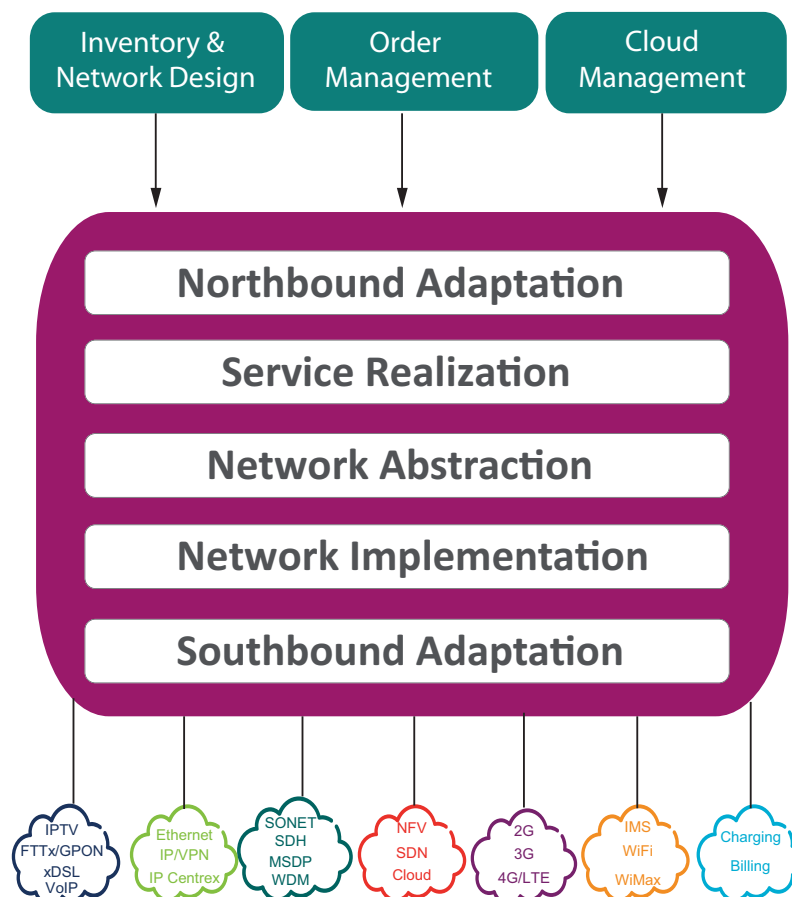 Inventory &
Network Design
Order
Management
Cloud
Management
Northbound Adaptation
Service Realization
Network Abstraction
Network Implementation
Southbound Adaptation
IPTV
FTTx/GPON
xDSL
VoIP
Ethernet
IP/VPN
IP Centrex
SONET
SDH
MSDP
WDM
NFV
SDN
Cloud
2G
3G
4G/LTE
IMS
WiFi
WiMax
Charging
Billing